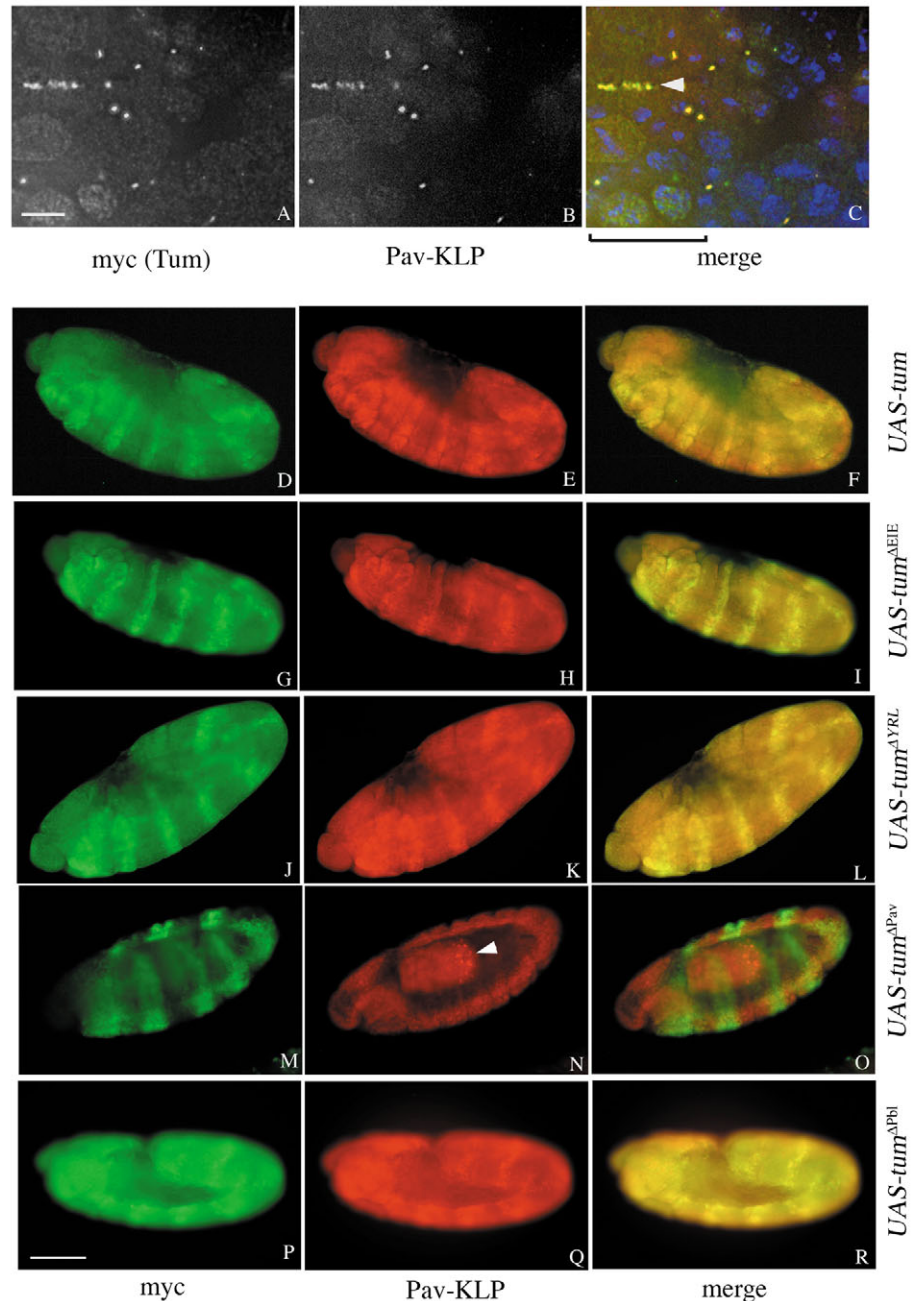 A
B
C
myc (Tum)
Pav-KLP
merge
D
E
F
UAS-tum
G
H
I
UAS-tum^ΔEIE
J
K
L
UAS-tum^ΔYRL
M
N
O
UAS-tum^ΔPav
P
Q
R
UAS-tum^ΔPbl
myc
Pav-KLP
merge